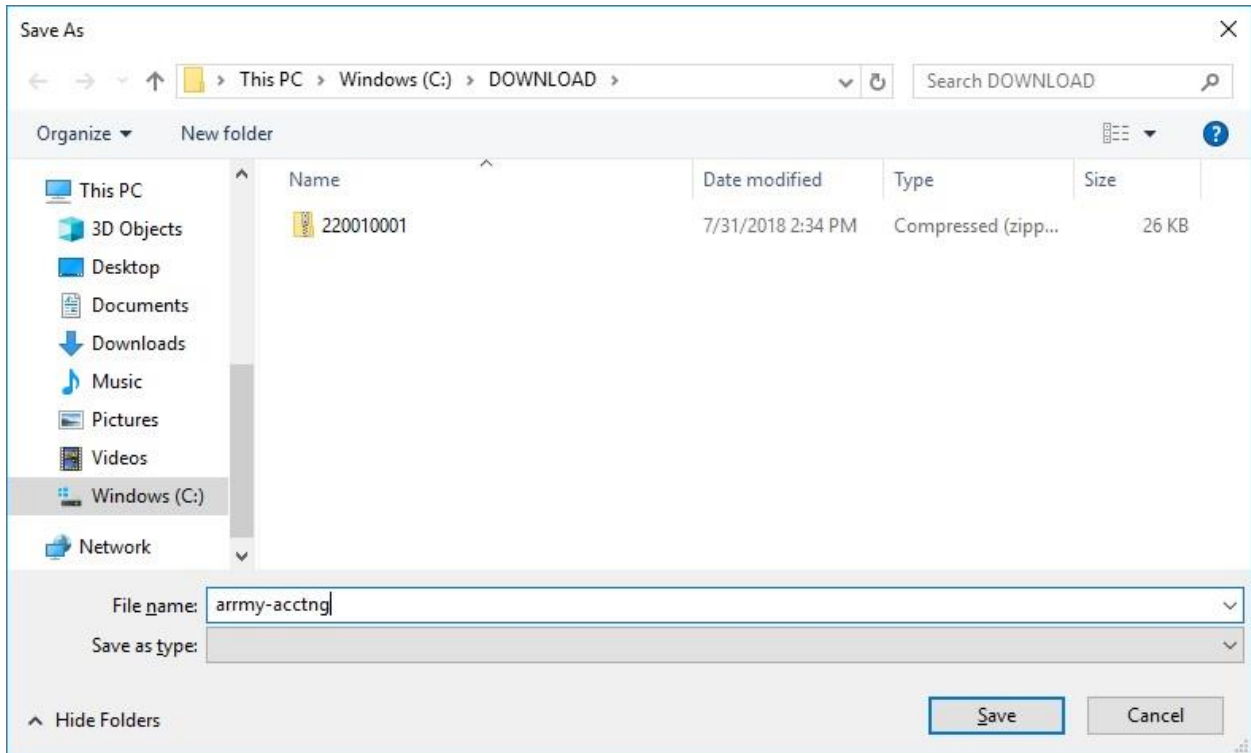 Save As
This PC > Windows (C:) > DOWNLOAD >
Search DOWNLOAD
Organize
New folder
This PC
3D Objects
Desktop
Documents
Downloads
Music
Pictures
Videos
Windows (C:)
Network
Name Date modified Type Size
220010001 7/31/2018 2:34 PM Compressed (zipp... 26 KB
File name: arrmy-acctng
Save as type:
Hide Folders
Save
Cancel